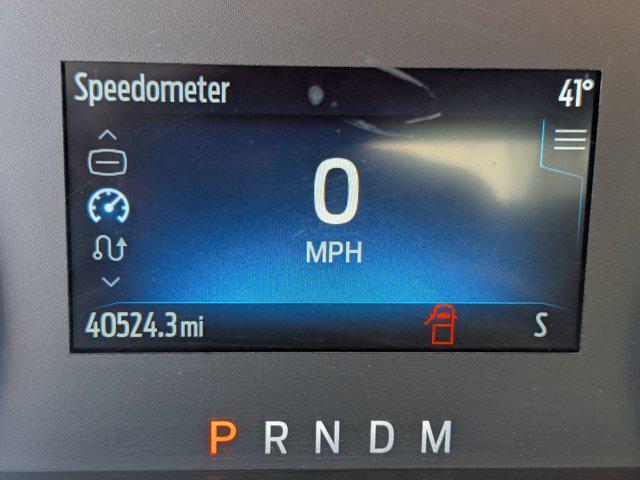 Speedometer 41°
0
MPH
40524.3 mi S
P R N D M